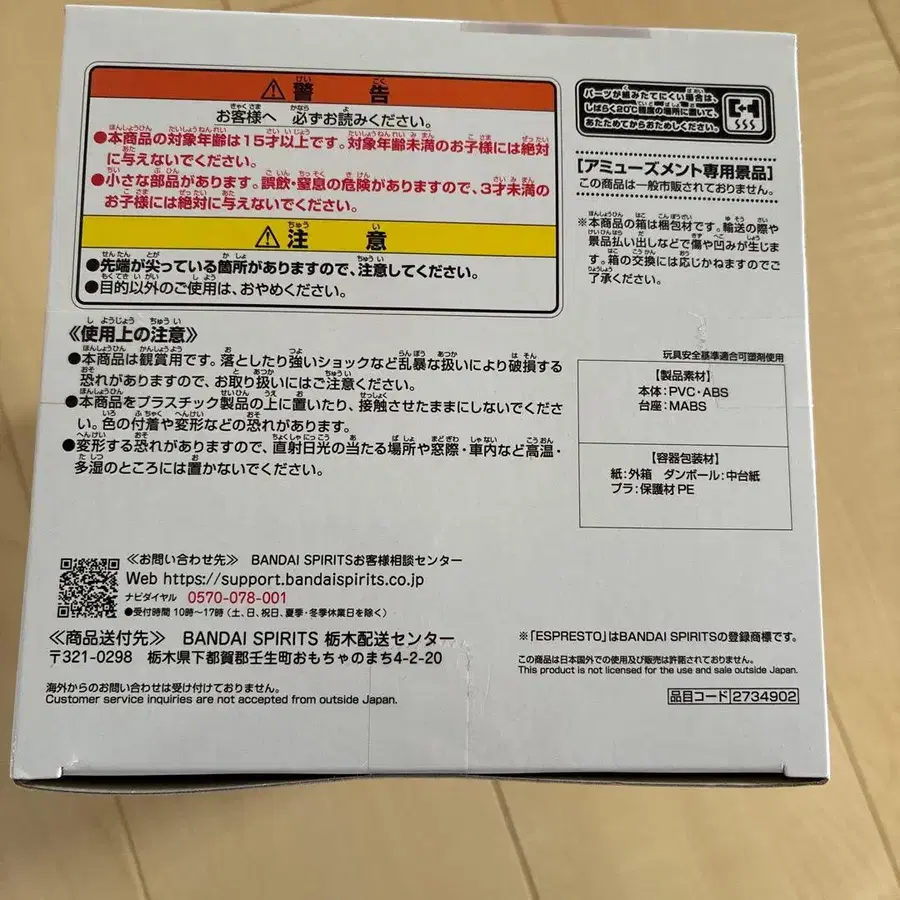 ⚠警告
お客様へ 必ずお読みください。
●本商品の対象年齢は15才以上です。対象年齢未満のお子様には絶対
に与えないでください。
●小さな部品があります。誤飲・窒息の危険がありますので、3才未満の
お子様には絶対に与えないでください。
⚠注意
●先端が尖っている箇所がありますので、注意してください。
●目的以外のご使用は、おやめください。
パーツが組みたてにくい場合は、
しばらく20℃程度の場所に置いて、
あたためてからおためしください。
[アミューズメント専用景品]
この商品は一般市販されておりません。
※本商品の箱は梱包材です。輸送の際や
景品払い出しなどで傷や凹みが生じま
す。箱の交換には応じかねますのでご
了承ください。
≪使用上の注意≫
●本商品は観賞用です。落としたり強いショックなど乱暴な扱いにより破損する
恐れがありますので、お取り扱いにはご注意ください。
●本商品をプラスチック製品の上に置いたり、接触させたままにしないでくださ
い。色の付着や変形などの恐れがあります。
●変形する恐れがありますので、直射日光の当たる場所や窓際・車内など高温・
多湿のところには置かないでください。
玩具安全基準適合可塑剤使用
【製品素材】
本体:PVC・ABS
台座:MABS
【容器包装材】
紙:外箱 ダンボール:中台紙
プラ:保護材PE
≪お問い合わせ先≫ BANDAI SPIRITSお客様相談センター
Web https://support.bandaispirits.co.jp
ナビダイヤル 0570-078-001
●受付時間 10時~17時(土、日、祝日、夏季・冬季休業日を除く)
≪商品送付先≫ BANDAI SPIRITS 栃木配送センター
〒321-0298 栃木県下都賀郡壬生町おもちゃのまち4-2-20
海外からのお問い合わせは受け付けておりません。
Customer service inquiries are not accepted from outside Japan.
※「ESPRESTO」はBANDAI SPIRITSの登録商標です。
この商品は日本国外での使用及び販売は許諾されておりません。
This product is not licensed for the use and sale outside Japan.
品目コード 2734902